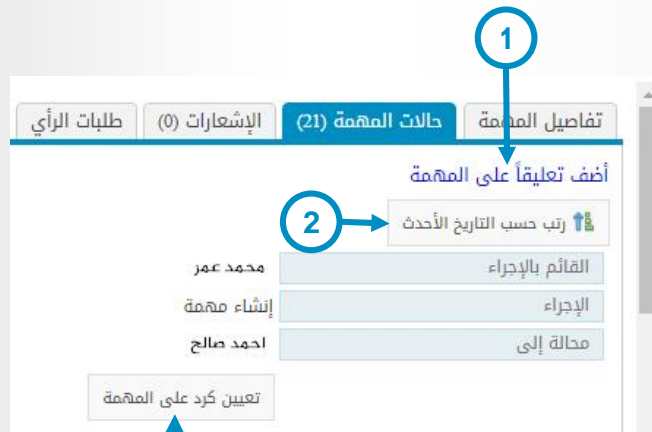 1
تفاصيل المهمة
حالات المهمة (21)
الإشعارات (0)
طلبات الرأي
أضف تعليقاً على المهمة
2
رتب حسب التاريخ الأحدث
القائم بالإجراء محمد عمر
الإجراء إنشاء مهمة
محالة إلى احمد صالح
تعيين كرد على المهمة